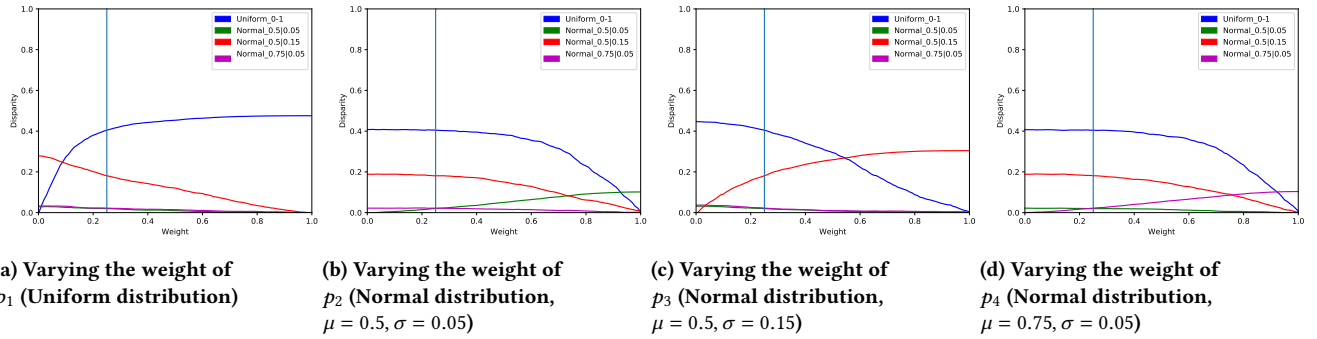 1.0
0.8
0.6
0.4
0.2
0.0
Disparity
0.0 0.2 0.4 0.6 0.8 1.0
Weight
Uniform_0-1
Normal_0.5|0.05
Normal_0.5|0.15
Normal_0.75|0.05
1.0
0.8
0.6
0.4
0.2
0.0
Disparity
0.0 0.2 0.4 0.6 0.8 1.0
Weight
Uniform_0-1
Normal_0.5|0.05
Normal_0.5|0.15
Normal_0.75|0.05
1.0
0.8
0.6
0.4
0.2
0.0
Disparity
0.0 0.2 0.4 0.6 0.8 1.0
Weight
Uniform_0-1
Normal_0.5|0.05
Normal_0.5|0.15
Normal_0.75|0.05
1.0
0.8
0.6
0.4
0.2
0.0
Disparity
0.0 0.2 0.4 0.6 0.8 1.0
Weight
Uniform_0-1
Normal_0.5|0.05
Normal_0.5|0.15
Normal_0.75|0.05
a) Varying the weight of
p₁ (Uniform distribution)
(b) Varying the weight of
p₂ (Normal distribution,
μ = 0.5, σ = 0.05)
(c) Varying the weight of
p₃ (Normal distribution,
μ = 0.5, σ = 0.15)
(d) Varying the weight of
p₄ (Normal distribution,
μ = 0.75, σ = 0.05)